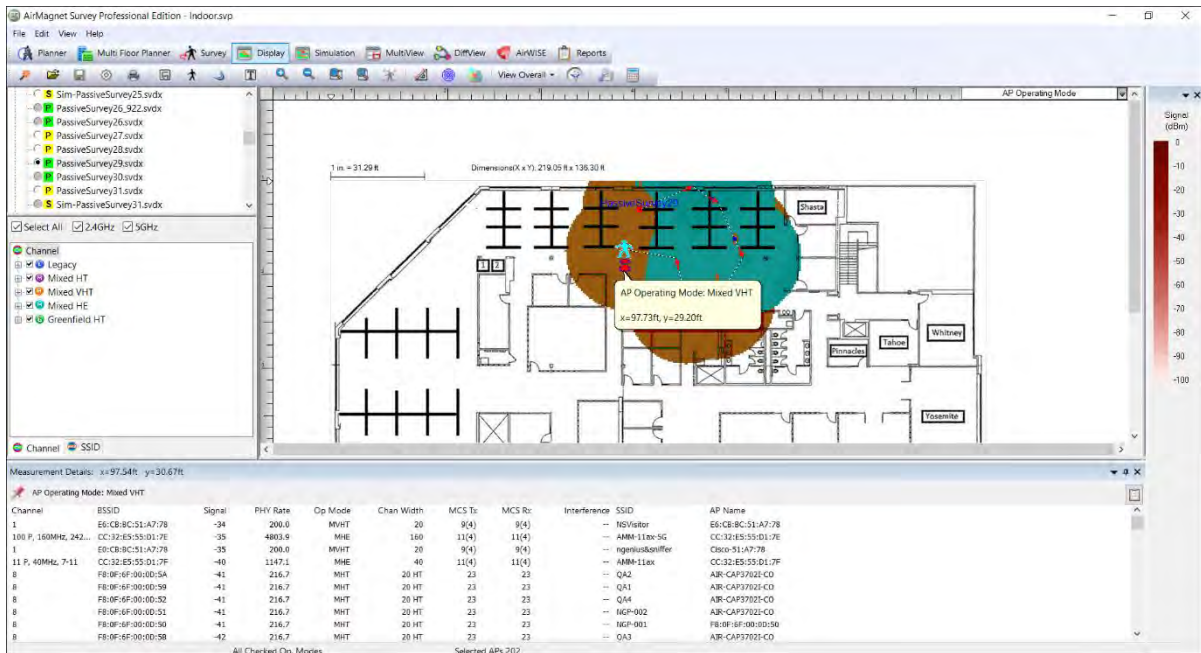 AirMagnet Survey Professional Edition - Indoor.svp
File Edit View Help
Planner Multi Floor Planner Survey Display Simulation MultiView DiffView AirWISE Reports
View Overall
S Sim-PassiveSurvey25.svdx
P PassiveSurvey26_922.svdx
P PassiveSurvey26.svdx
P PassiveSurvey27.svdx
P PassiveSurvey28.svdx
P PassiveSurvey29.svdx
P PassiveSurvey30.svdx
P PassiveSurvey31.svdx
S Sim-PassiveSurvey31.svdx
Select All 2.4GHz 5GHz
Channel
Legacy
Mixed HT
Mixed VHT
Mixed HE
Greenfield HT
Channel SSID
AP Operating Mode
1 in. = 31.29 ft Dimensions(X x Y): 219.05 ft x 136.30 ft
PassiveSurvey29
Shasta
1 2
AP Operating Mode: Mixed VHT
x=97.73ft, y=29.20ft
Pinnacles
Tahoe
Whitney
Yosemite
Signal
(dBm)
0
-10
-20
-30
-40
-50
-60
-70
-80
-90
-100
Measurement Details: x=97.54ft y=30.67ft
AP Operating Mode: Mixed VHT
Channel BSSID Signal PHY Rate Op Mode Chan Width MCS Tx MCS Rx Interference SSID AP Name
1 E6:CB:BC:51:A7:78 -34 200.0 MVHT 20 9(4) 9(4) -- NSVisitor E6:CB:BC:51:A7:78
100 P, 160MHz, 242... CC:32:E5:55:D1:7E -35 4803.9 MHE 160 11(4) 11(4) -- AMM-11ax-5G CC:32:E5:55:D1:7E
1 E0:CB:BC:51:A7:78 -35 200.0 MVHT 20 9(4) 9(4) -- ngenius&sniffer Cisco-51:A7:78
11 P, 40MHz, 7-11 CC:32:E5:55:D1:7F -40 1147.1 MHE 40 11(4) 11(4) -- AMM-11ax CC:32:E5:55:D1:7F
8 F8:0F:6F:00:0D:5A -41 216.7 MHT 20 HT 23 23 -- QA2 AIR-CAP3702I-CO
8 F8:0F:6F:00:0D:59 -41 216.7 MHT 20 HT 23 23 -- QA1 AIR-CAP3702I-CO
8 F8:0F:6F:00:0D:52 -41 216.7 MHT 20 HT 23 23 -- QA4 AIR-CAP3702I-CO
8 F8:0F:6F:00:0D:51 -41 216.7 MHT 20 HT 23 23 -- NGP-002 AIR-CAP3702I-CO
8 F8:0F:6F:00:0D:50 -41 216.7 MHT 20 HT 23 23 -- NGP-001 F8:0F:6F:00:0D:50
8 F8:0F:6F:00:0D:5B -42 216.7 MHT 20 HT 23 23 -- QA3 AIR-CAP3702I-CO
All Checked Op. Modes Selected APs 202